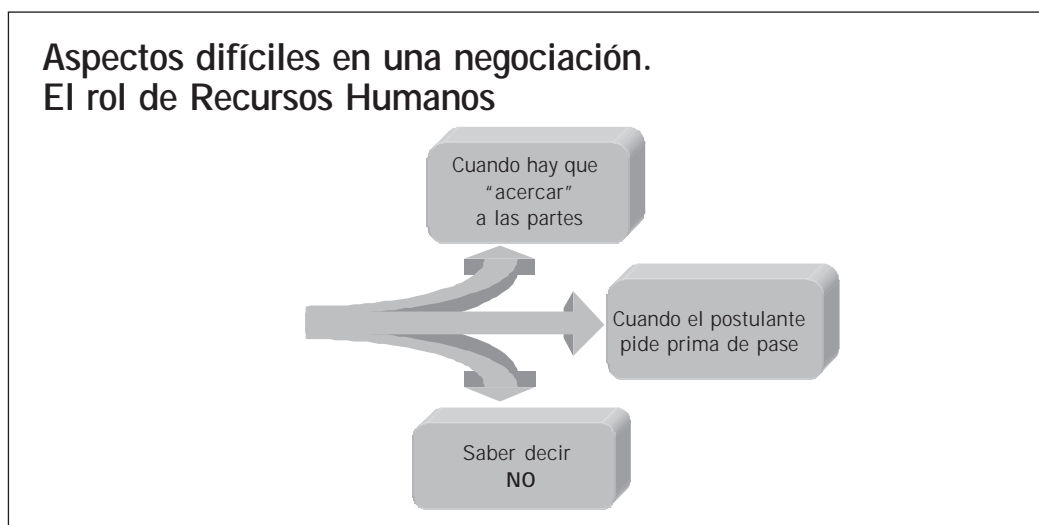 Aspectos difíciles en una negociación.
El rol de Recursos Humanos
Cuando hay que
“acercar”
a las partes
Cuando el postulante
pide prima de pase
Saber decir
NO